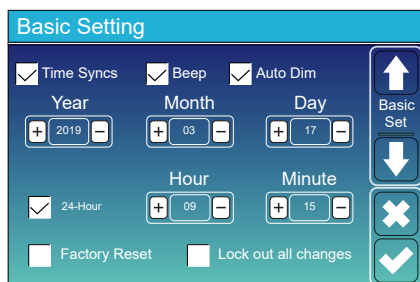 Basic Setting
Time Syncs Beep Auto Dim
Year Month Day
+ 2019 − + 03 − + 17 −
Basic
Set
Hour Minute
24-Hour + 09 − + 15 −
Factory Reset Lock out all changes